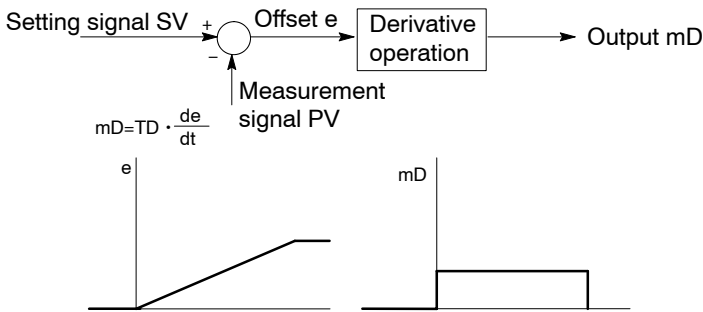 Setting signal SV
+
−
Offset e
Derivative
operation
Output mD
Measurement
signal PV
mD=TD · de/dt
e
mD